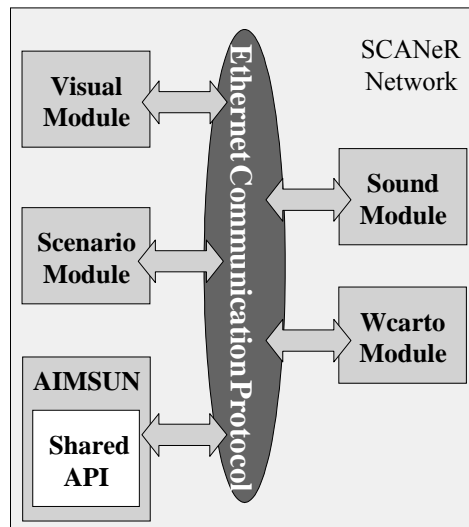 SCANeR
Network
Visual
Module
Scenario
Module
AIMSUN
Shared
API
Ethernet Communication Protocol
Sound
Module
Wcarto
Module